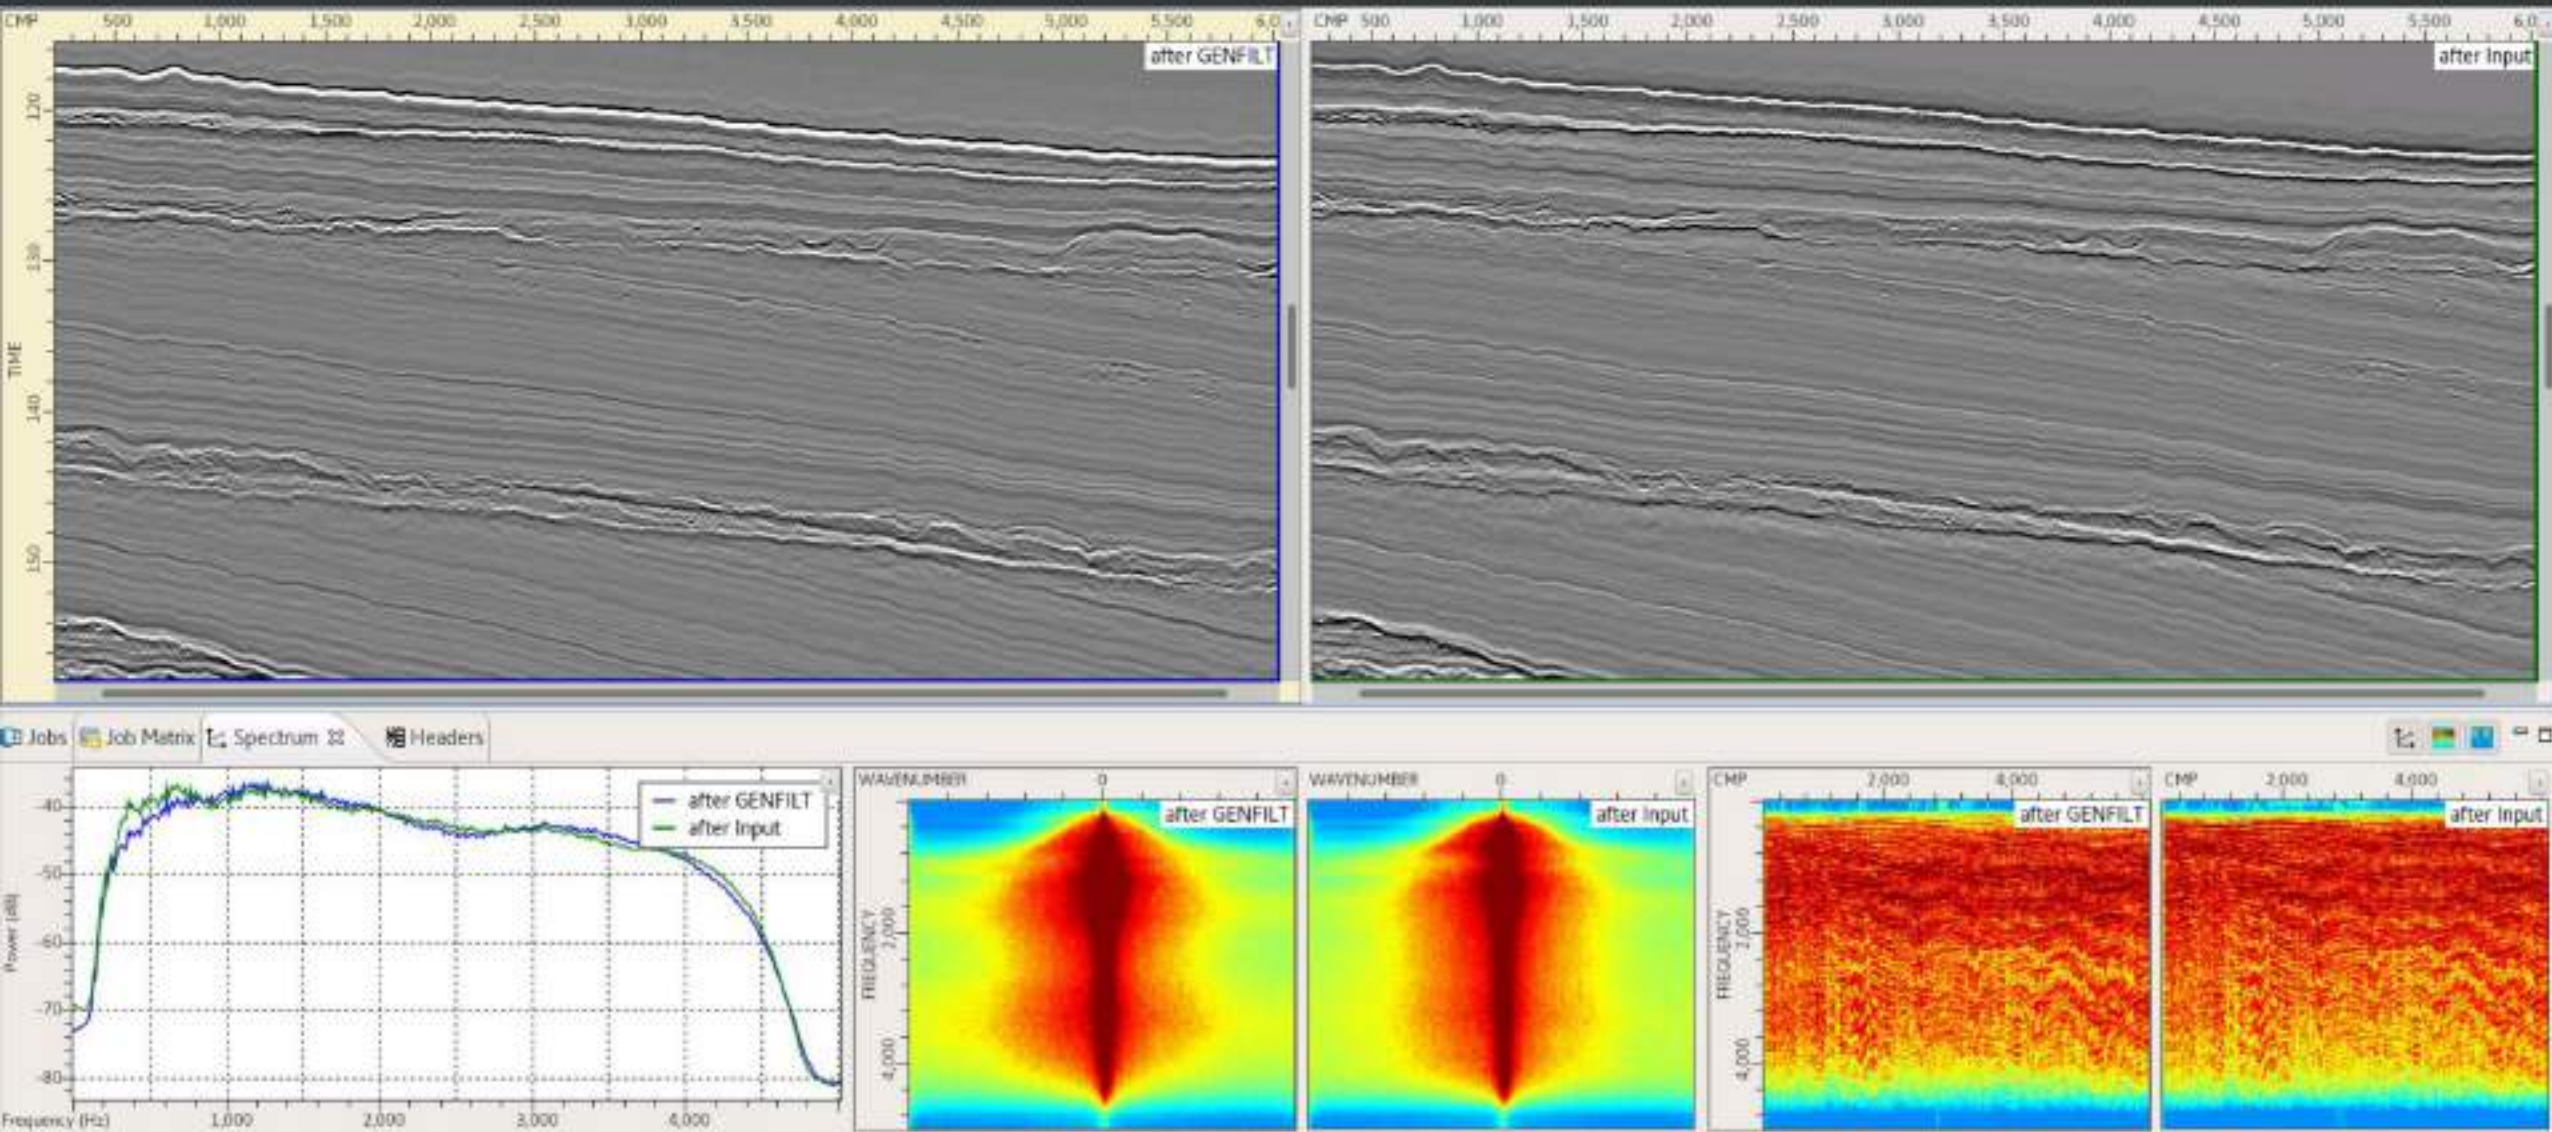 CMP 500 1,000 1,500 2,000 2,500 3,000 3,500 4,000 4,500 5,000 5,500 6,0
CMP 500 1,000 1,500 2,000 2,500 3,000 3,500 4,000 4,500 5,000 5,500 6,0
after GENFILT
after Input
TIME
120
130
140
150
Jobs Job Matrix Spectrum Headers
after GENFILT
after Input
Power (dB)
-40
-50
-60
-70
-80
Frequency (Hz) 1,000 2,000 3,000 4,000
WAVENUMBER 0
after GENFILT
FREQUENCY
2,000
4,000
WAVENUMBER 0
after Input
CMP 2,000 4,000
after GENFILT
FREQUENCY
2,000
4,000
CMP 2,000 4,000
after Input